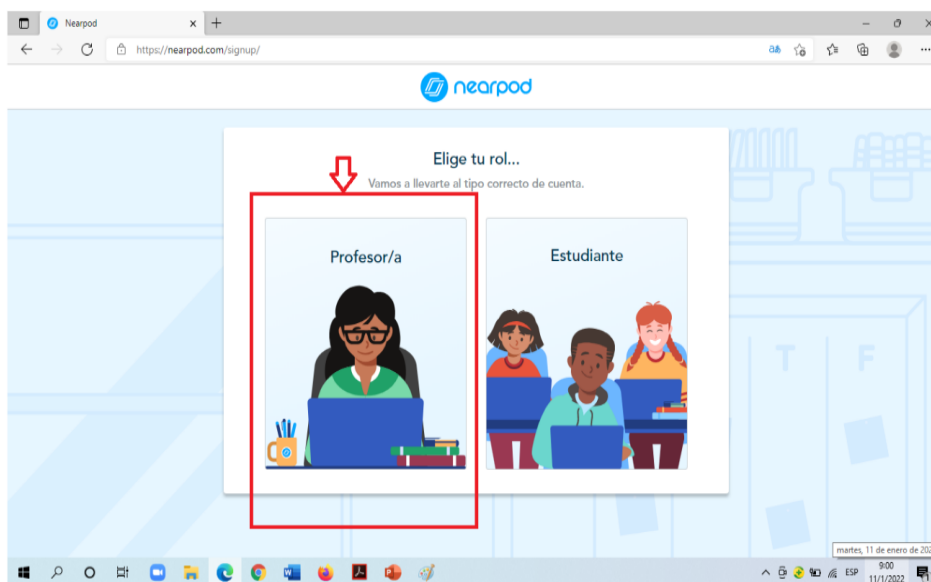 Nearpod
https://nearpod.com/signup/
nearpod
Elige tu rol...
Vamos a llevarte al tipo correcto de cuenta.
Profesor/a
Estudiante
T F
martes, 11 de enero de 202
ESP
9:00
11/1/2022